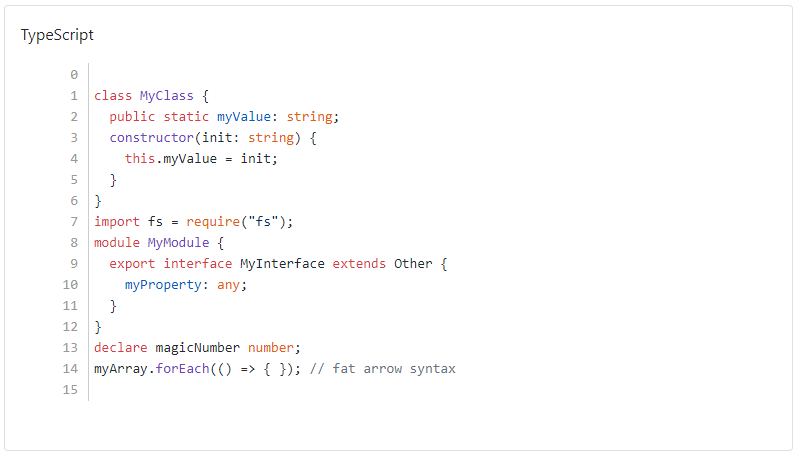 TypeScript
0
1 class MyClass {
2   public static myValue: string;
3   constructor(init: string) {
4     this.myValue = init;
5   }
6 }
7 import fs = require("fs");
8 module MyModule {
9   export interface MyInterface extends Other {
10     myProperty: any;
11   }
12 }
13 declare magicNumber number;
14 myArray.forEach(() => { }); // fat arrow syntax
15